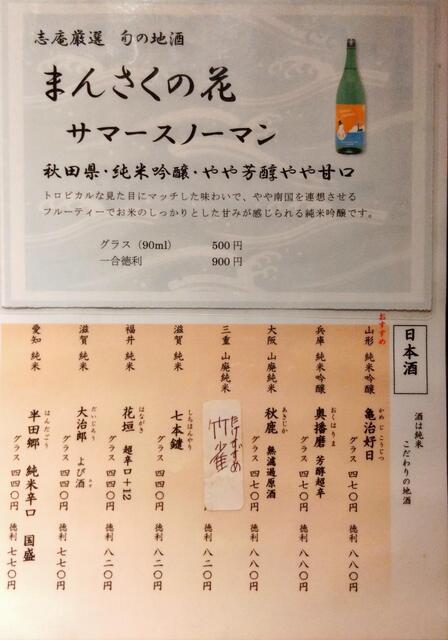 志庵厳選 旬の地酒
まんさくの花
サマースノーマン
秋田県・純米吟醸・やや芳醇やや甘口
トロピカルな見た目にマッチした味わいで、やや南国を連想させる
フルーティーでお米のしっかりとした甘みが感じられる純米吟醸です。
グラス（90ml） 500円
一合徳利 900円
日本酒
酒は純米
こだわりの地酒
おすすめ
山形 純米吟醸
かめじこうじつ
亀治好日
グラス 四四〇円 徳利 八八〇円
兵庫 純米吟醸
おくはりま
奥播磨 芳醇超辛
グラス 四四〇円 徳利 八八〇円
大阪 山廃純米
あきじか
秋鹿 無濾過原酒
グラス 四四〇円 徳利 八八〇円
三重 山廃純米
たけすずめ
竹雀
徳利 八二〇円
滋賀 純米
しちほんやり
七本鎗
グラス 四四〇円 徳利 八二〇円
福井 純米
はながき
花垣 超辛口+12
グラス 四四〇円 徳利 八二〇円
滋賀 純米
だいじろう
大治郎 よび酒
グラス 四四〇円 徳利 七七〇円
愛知 純米
はんだごう
半田郷 純米辛口 国盛
グラス 四四〇円 徳利 七七〇円